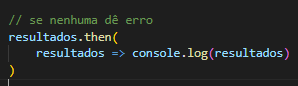 // se nenhuma dê erro
resultados.then(
    resultados => console.log(resultados)
)